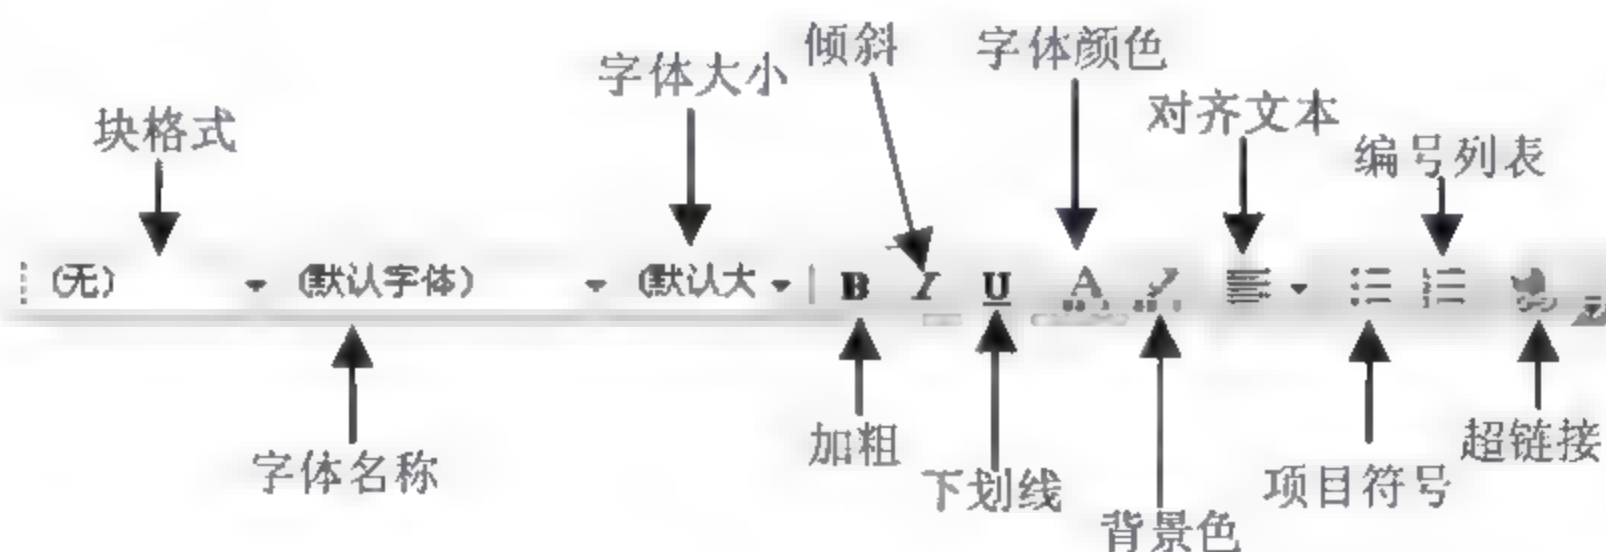 倾斜
字体颜色
字体大小
对齐文本
块格式
编号列表
(无) (默认字体) (默认大 B I U A
加粗
超链接
字体名称
下划线
项目符号
背景色